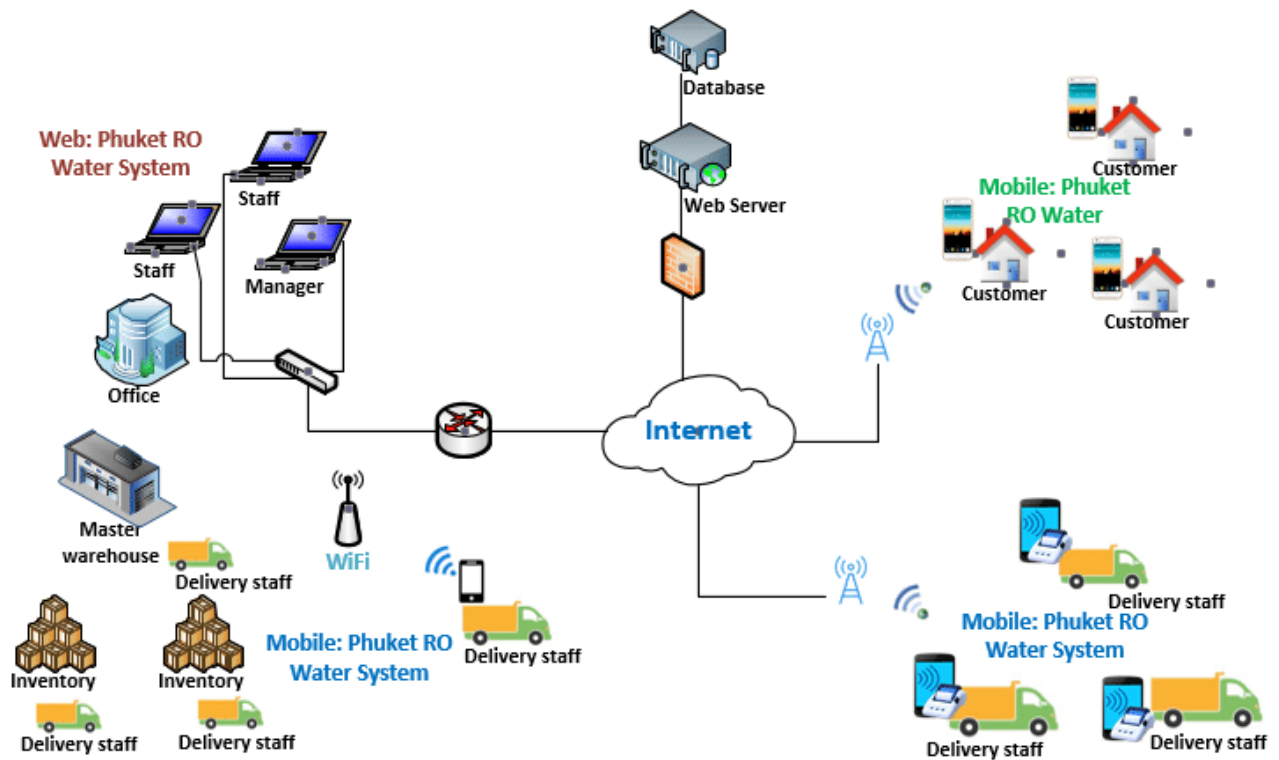 Database
Web: Phuket RO
Water System
Staff
Web Server
Staff
Manager
Office
Customer
Mobile: Phuket
RO Water
Customer
Customer
Internet
Master
warehouse
Delivery staff
WiFi
Inventory
Inventory
Mobile: Phuket RO
Water System
Delivery staff
Delivery staff
Delivery staff
Delivery staff
Mobile: Phuket RO
Water System
Delivery staff
Delivery staff